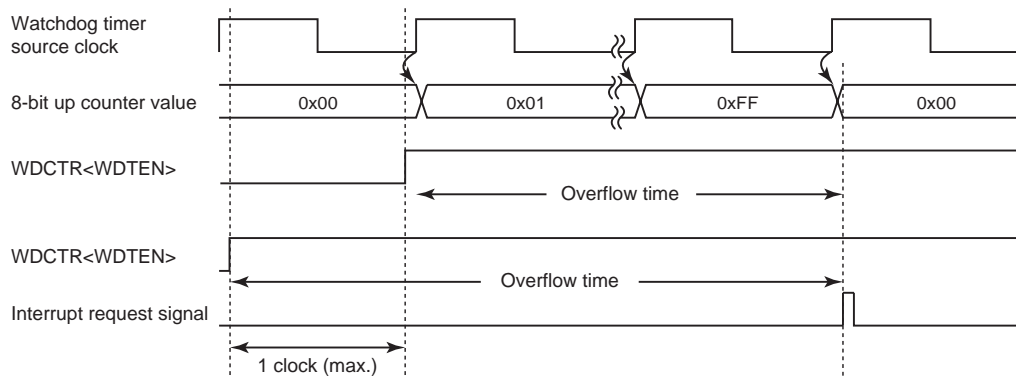 Watchdog timer
source clock
8-bit up counter value
0x00
0x01
0xFF
0x00
WDCTR<WDTEN>
Overflow time
WDCTR<WDTEN>
Overflow time
Interrupt request signal
1 clock (max.)